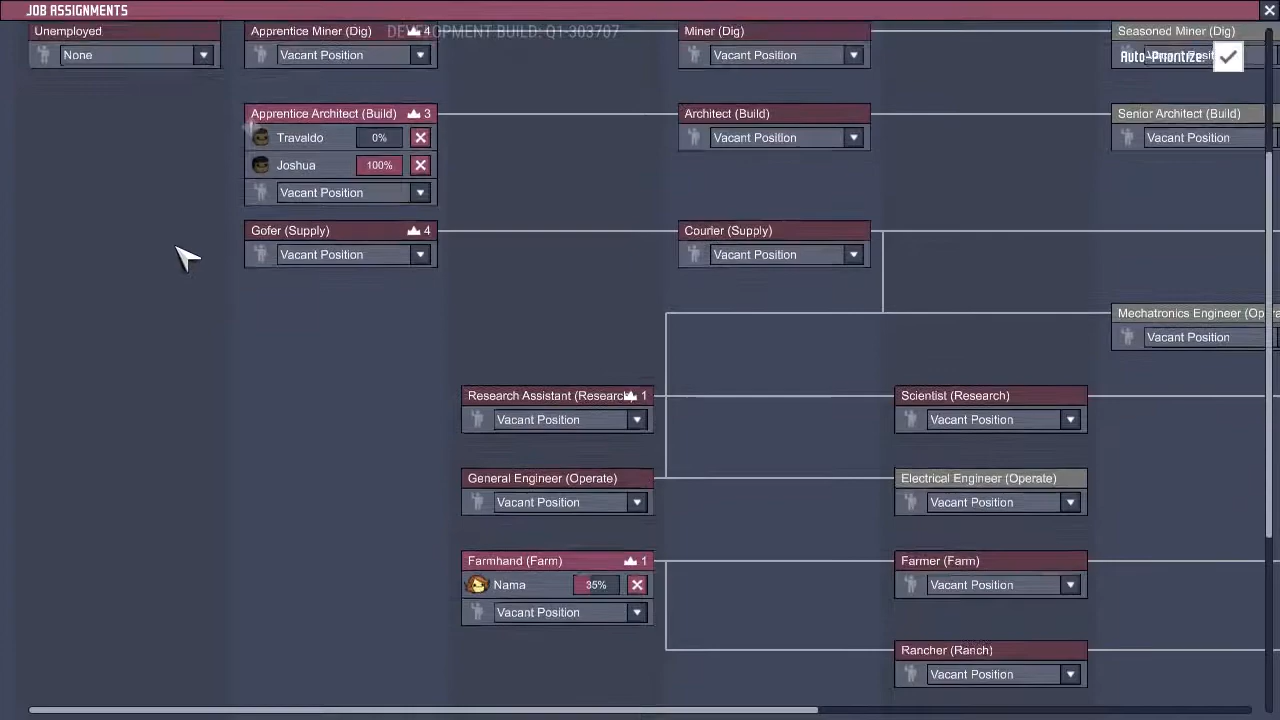 JOB ASSIGNMENTS
DEVELOPMENT BUILD: Q1-303707
Unemployed
None
Apprentice Miner (Dig) 4
Vacant Position
Miner (Dig)
Vacant Position
Seasoned Miner (Dig)
Auto-Prioritize:
Apprentice Architect (Build) 3
Travaldo 0%
Joshua 100%
Vacant Position
Architect (Build)
Vacant Position
Senior Architect (Build)
Vacant Position
Gofer (Supply) 4
Vacant Position
Courier (Supply)
Vacant Position
Mechatronics Engineer
Vacant Position
Research Assistant 1
Vacant Position
Scientist (Research)
Vacant Position
General Engineer (Operate)
Vacant Position
Electrical Engineer (Operate)
Vacant Position
Farmhand (Farm) 1
Nama 35%
Vacant Position
Farmer (Farm)
Vacant Position
Rancher (Ranch)
Vacant Position